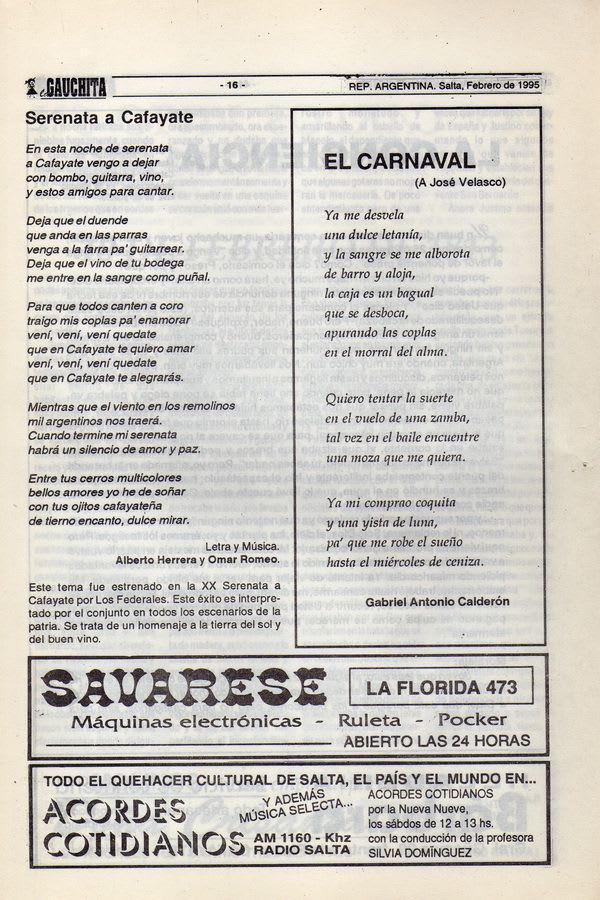 La GAUCHITA
- 16 -
REP. ARGENTINA. Salta, Febrero de 1995
Serenata a Cafayate
En esta noche de serenata
a Cafayate vengo a dejar
con bombo, guitarra, vino,
y estos amigos para cantar.
Deja que el duende
que anda en las parras
venga a la farra pa' guitarrear.
Deja que el vino de tu bodega
me entre en la sangre como puñal.
Para que todos canten a coro
traigo mis coplas pa' enamorar
vení, vení, vení quedate
que en Cafayate te quiero amar
vení, vení, vení quedate
que en Cafayate te alegrarás.
Mientras que el viento en los remolinos
mil argentinos nos traerá.
Cuando termine mi serenata
habrá un silencio de amor y paz.
Entre tus cerros multicolores
bellos amores yo he de soñar
con tus ojitos cafayateña
de tierno encanto, dulce mirar.
Letra y Música.
Alberto Herrera y Omar Romeo.
Este tema fue estrenado en la XX Serenata a
Cafayate por Los Federales. Este éxito es interpre-
tado por el conjunto en todos los escenarios de la
patria. Se trata de un homenaje a la tierra del sol y
del buen vino.
EL CARNAVAL
(A José Velasco)
Ya me desvela
una dulce letanía,
y la sangre se me alborota
de barro y aloja,
la caja es un bagual
que se desboca,
apurando las coplas
en el morral del alma.
Quiero tentar la suerte
en el vuelo de una zamba,
tal vez en el baile encuentre
una moza que me quiera.
Ya mi comprao coquita
y una yista de luna,
pa' que me robe el sueño
hasta el miércoles de ceniza.
Gabriel Antonio Calderón
SAVARESE
LA FLORIDA 473
Máquinas electrónicas - Ruleta - Pocker
ABIERTO LAS 24 HORAS
TODO EL QUEHACER CULTURAL DE SALTA, EL PAÍS Y EL MUNDO EN...
ACORDES
COTIDIANOS
Y ADEMÁS
MÚSICA SELECTA...
AM 1160 - Khz
RADIO SALTA
ACORDES COTIDIANOS
por la Nueva Nueve,
los sábdos de 12 a 13 hs.
con la conducción de la profesora
SILVIA DOMÍNGUEZ